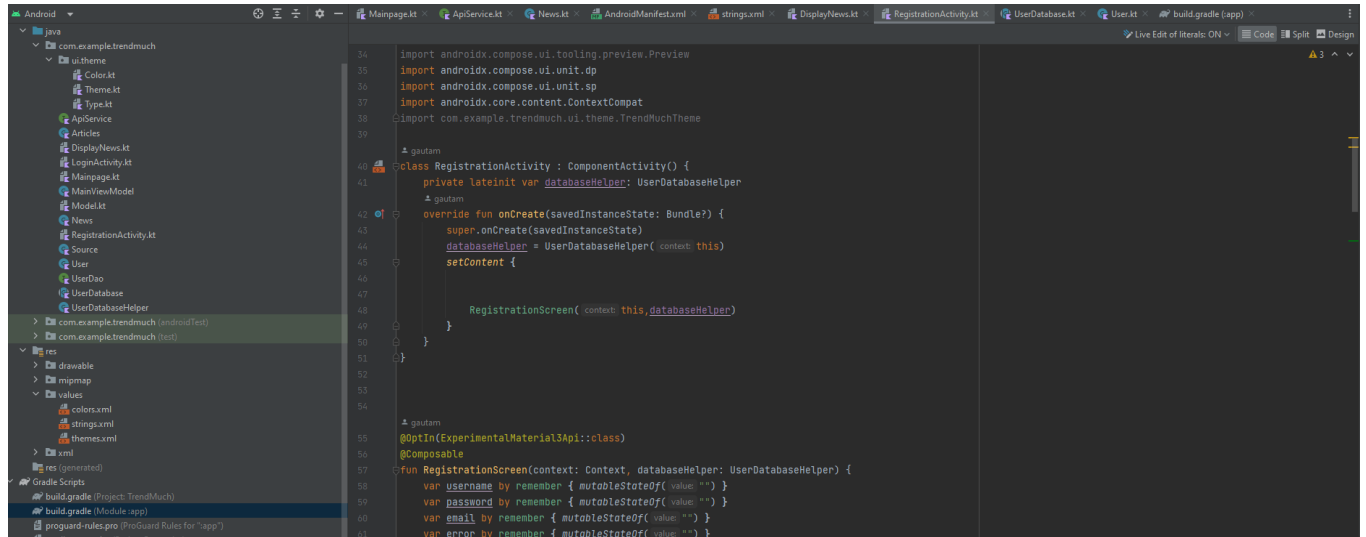 Android
Mainpage.kt ApiService.kt News.kt AndroidManifest.xml strings.xml DisplayNews.kt RegistrationActivity.kt UserDatabase.kt User.kt build.gradle (:app)
Live Edit of literals: ON Code Split Design
java
com.example.trendmuch
ui.theme
Color.kt
Theme.kt
Type.kt
ApiService
Articles
DisplayNews.kt
LoginActivity.kt
Mainpage.kt
MainViewModel
Model.kt
News
RegistrationActivity.kt
Source
User
UserDao
UserDatabase
UserDatabaseHelper
com.example.trendmuch (androidTest)
com.example.trendmuch (test)
res
drawable
mipmap
values
colors.xml
strings.xml
themes.xml
xml
res (generated)
Gradle Scripts
build.gradle (Project: TrendMuch)
build.gradle (Module :app)
proguard-rules.pro (ProGuard Rules for ":app")
3
34 import androidx.compose.ui.tooling.preview.Preview
35 import androidx.compose.ui.unit.dp
36 import androidx.compose.ui.unit.sp
37 import androidx.core.content.ContextCompat
38 import com.example.trendmuch.ui.theme.TrendMuchTheme
39
gautam
40 class RegistrationActivity : ComponentActivity() {
41 private lateinit var databaseHelper: UserDatabaseHelper
gautam
42 override fun onCreate(savedInstanceState: Bundle?) {
43 super.onCreate(savedInstanceState)
44 databaseHelper = UserDatabaseHelper( context: this)
45 setContent {
46
47
48 RegistrationScreen( context: this,databaseHelper)
49 }
50 }
51 }
52
53
54
gautam
55 @OptIn(ExperimentalMaterial3Api::class)
56 @Composable
57 fun RegistrationScreen(context: Context, databaseHelper: UserDatabaseHelper) {
58 var username by remember { mutableStateOf( value: "") }
59 var password by remember { mutableStateOf( value: "") }
60 var email by remember { mutableStateOf( value: "") }
61 var error by remember { mutableStateOf( value: "") }